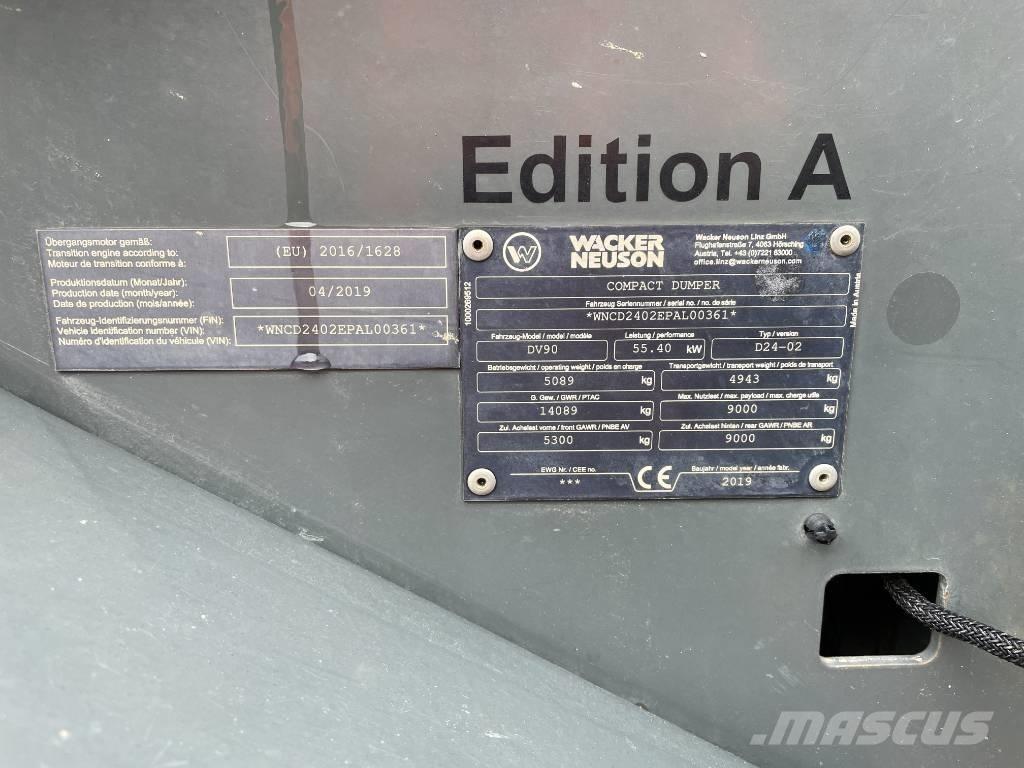 Edition A
Übergangsmotor gemäß:
Transition engine according to:
Moteur de transition conforme à:
(EU) 2016/1628
Produktionsdatum (Monat/Jahr):
Production date (month/year):
Date de production (mois/année):
04/2019
Fahrzeug-Identifizierungsnummer (FIN):
Vehicle identification number (VIN):
Numéro d'identification du véhicule (VIN):
*WNCD2402EPAL00361*
W
WACKER
NEUSON
Wacker Neuson Linz GmbH
Flughafenstraße 7, 4063 Hörsching
Austria, Tel. +43 (0)7221 63000
office.linz@wackerneuson.com
1000269512
Made in Austria
COMPACT DUMPER
Fahrzeug Seriennummer / serial no. / no. de série
*WNCD2402EPAL00361*
Fahrzeug-Model / model / modèle Leistung / performance Typ / version
DV90 55.40 kW D24-02
Betriebsgewicht / operating weight / poids en charge Transportgewicht / transport weight / poids de transport
5089 kg 4943 kg
G. Gew. / GWR / PTAC Max. Nutzlast / max. payload / max. charge utile
14089 kg 9000 kg
Zul. Achslast vorne / front GAWR / PNBE AV Zul. Achslast hinten / rear GAWR / PNBE AR
5300 kg 9000 kg
EWG Nr. / CEE no. CE Baujahr / model year / année fabr.
*** 2019
MASCUS